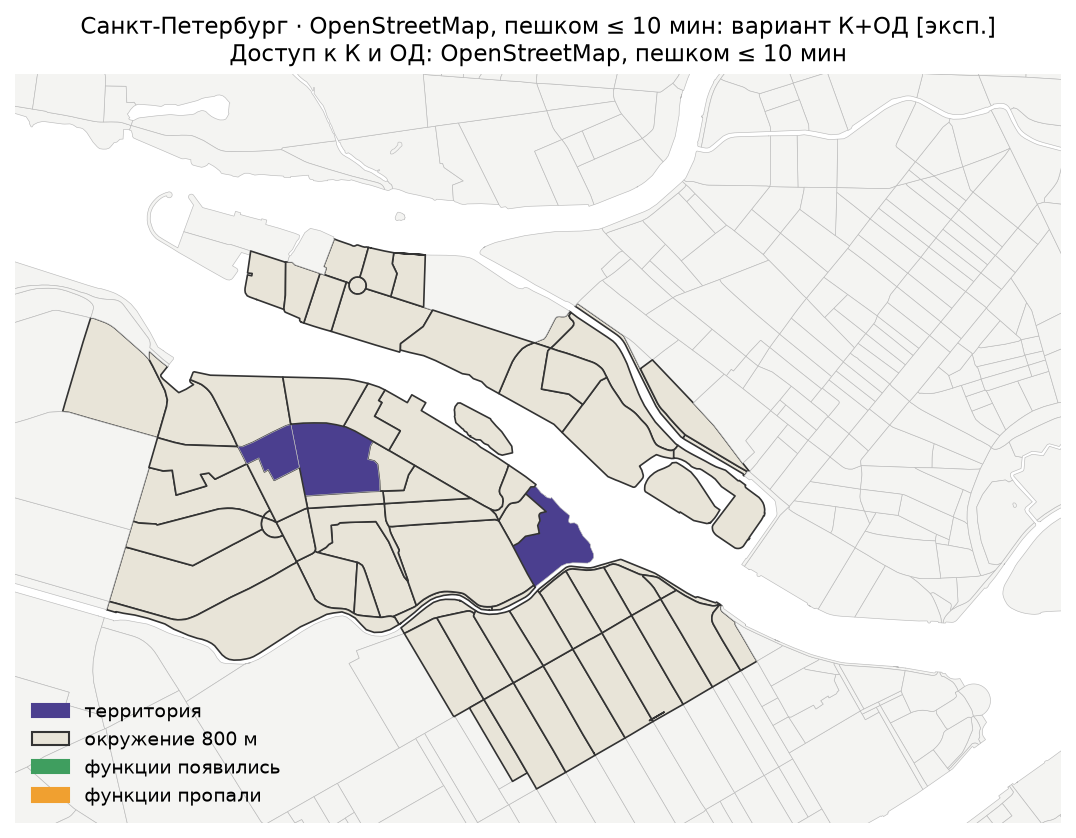 Санкт-Петербург · OpenStreetMap, пешком ≤ 10 мин: вариант К+ОД [эксп.]
Доступ к К и ОД: OpenStreetMap, пешком ≤ 10 мин
территория
окружение 800 м
функции появились
функции пропали